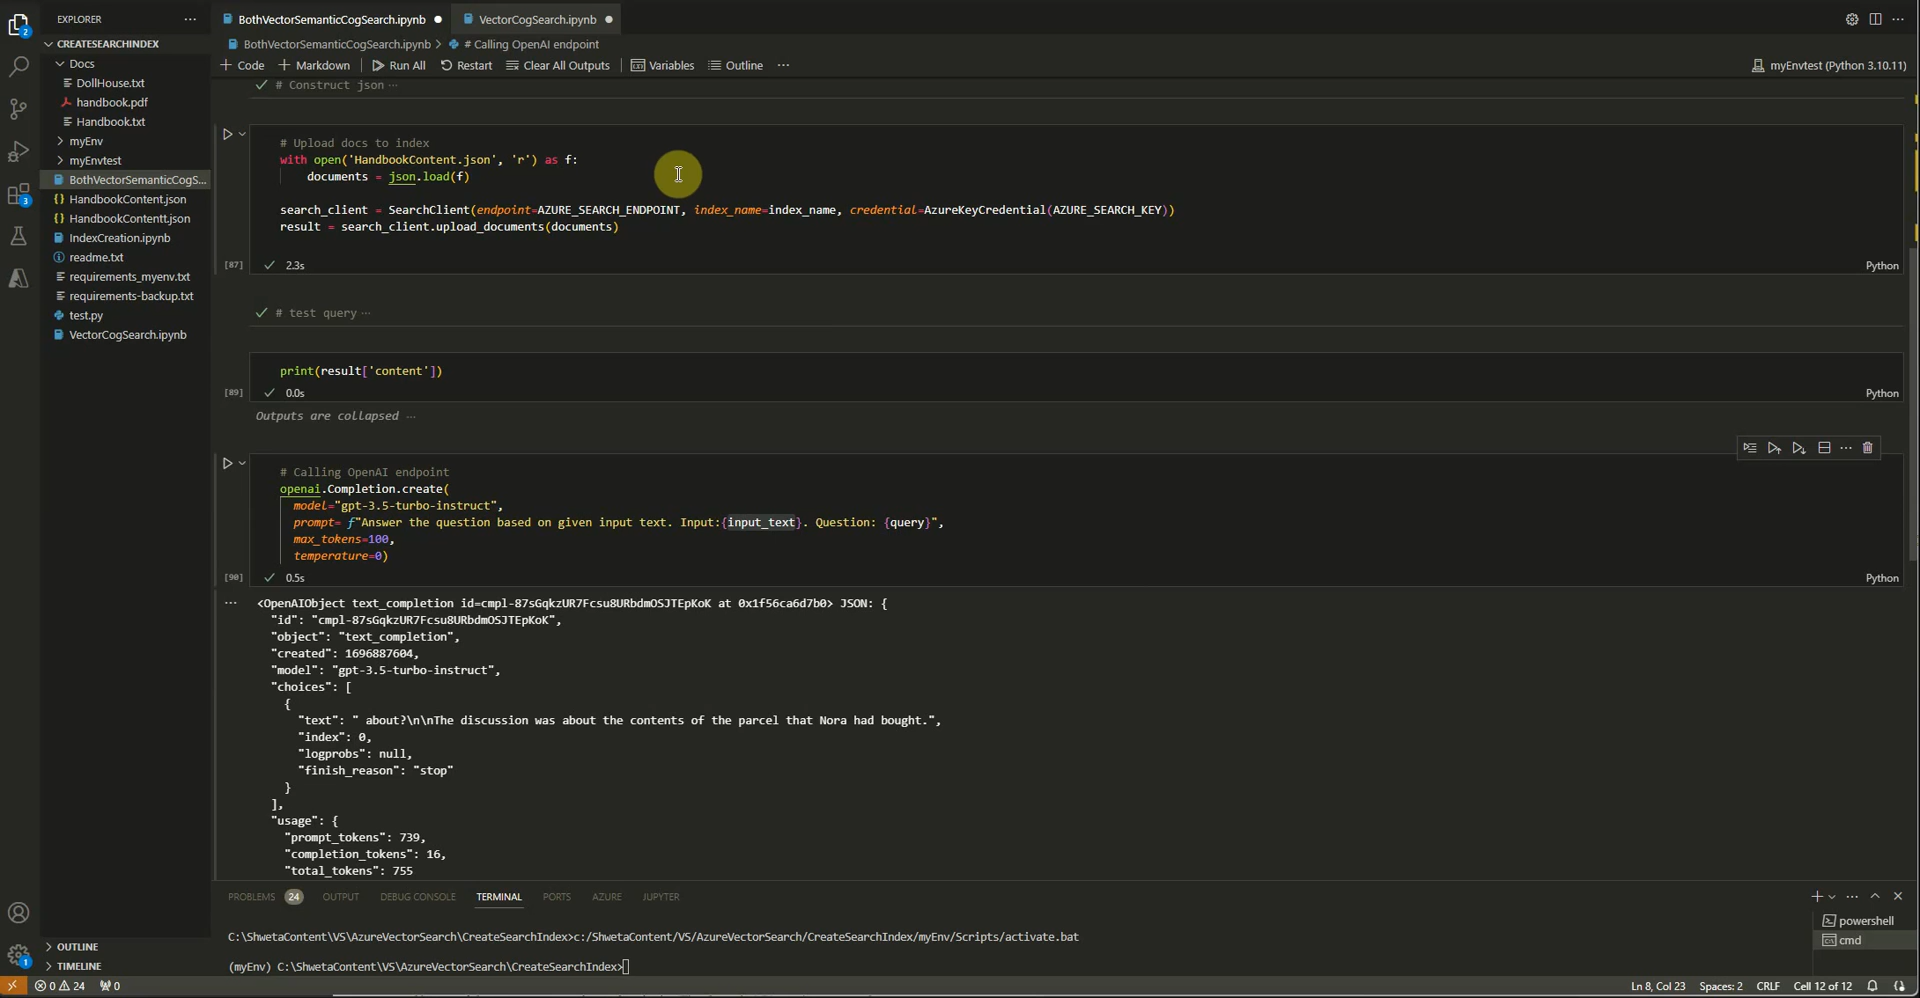 EXPLORER
BothVectorSemanticCogSearch.ipynb
VectorCogSearch.ipynb
CREATESEARCHINDEX
BothVectorSemanticCogSearch.ipynb > # Calling OpenAI endpoint
+ Code + Markdown Run All Restart Clear All Outputs Variables Outline ...
myEnvtest (Python 3.10.11)
Docs
DollHouse.txt
handbook.pdf
Handbook.txt
myEnv
myEnvtest
BothVectorSemanticCogS...
HandbookContent.json
HandbookContentt.json
IndexCreation.ipynb
readme.txt
requirements_myenv.txt
requirements-backup.txt
test.py
VectorCogSearch.ipynb
# Construct json ...
# Upload docs to index
with open('HandbookContent.json', 'r') as f:
documents = json.load(f)
search_client = SearchClient(endpoint=AZURE_SEARCH_ENDPOINT, index_name=index_name, credential=AzureKeyCredential(AZURE_SEARCH_KEY))
result = search_client.upload_documents(documents)
[87] 2.3s Python
# test query ...
print(result['content'])
[89] 0.0s Python
Outputs are collapsed ...
# Calling OpenAI endpoint
openai.Completion.create(
model="gpt-3.5-turbo-instruct",
prompt= f"Answer the question based on given input text. Input:{input_text}. Question: {query}",
max_tokens=100,
temperature=0)
[90] 0.5s Python
<OpenAIObject text_completion id=cmpl-87sGqkzUR7Fcsu8URbdmOSJTEpKoK at 0x1f56ca6d7b0> JSON: {
"id": "cmpl-87sGqkzUR7Fcsu8URbdmOSJTEpKoK",
"object": "text_completion",
"created": 1696887604,
"model": "gpt-3.5-turbo-instruct",
"choices": [
{
"text": " about?\n\nThe discussion was about the contents of the parcel that Nora had bought.",
"index": 0,
"logprobs": null,
"finish_reason": "stop"
}
],
"usage": {
"prompt_tokens": 739,
"completion_tokens": 16,
"total_tokens": 755
PROBLEMS 24 OUTPUT DEBUG CONSOLE TERMINAL PORTS AZURE JUPYTER
C:\ShwetaContent\VS\AzureVectorSearch\CreateSearchIndex>c:/ShwetaContent/VS/AzureVectorSearch/CreateSearchIndex/myEnv/Scripts/activate.bat
(myEnv) C:\ShwetaContent\VS\AzureVectorSearch\CreateSearchIndex>
powershell
cmd
OUTLINE
TIMELINE
0 24 0 Ln 8, Col 23 Spaces: 2 CRLF Cell 12 of 12
2
3
1